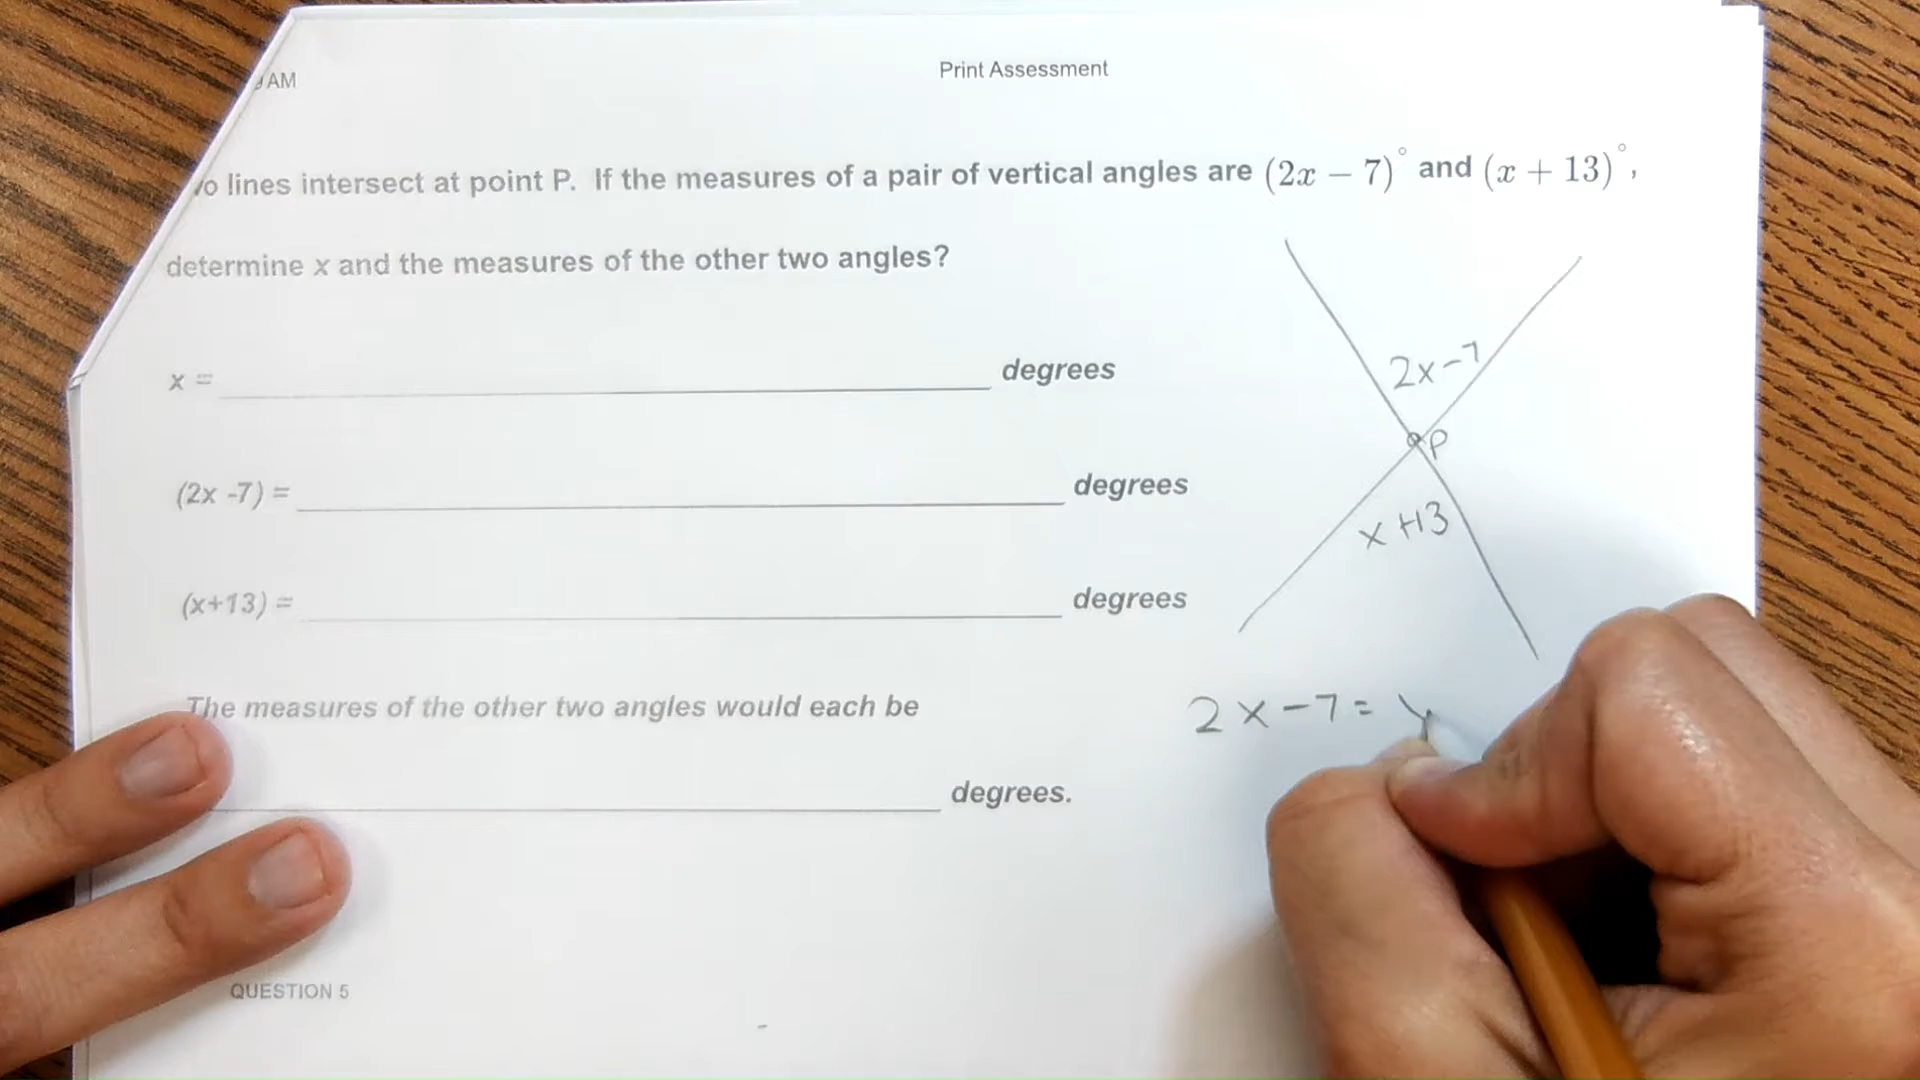 AM
Print Assessment
lines intersect at point P. If the measures of a pair of vertical angles are (2x − 7)° and (x + 13)°,
determine x and the measures of the other two angles?
x = degrees
(2x -7) = degrees
(x+13) = degrees
The measures of the other two angles would each be
degrees.
QUESTION 5
2x-7
P
x+13
2x-7=